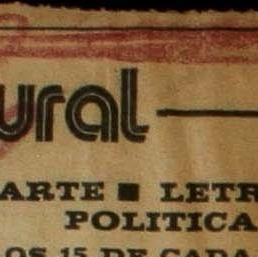 ural
ARTE ■ LETR
POLITICA
OS 15 DE CADA